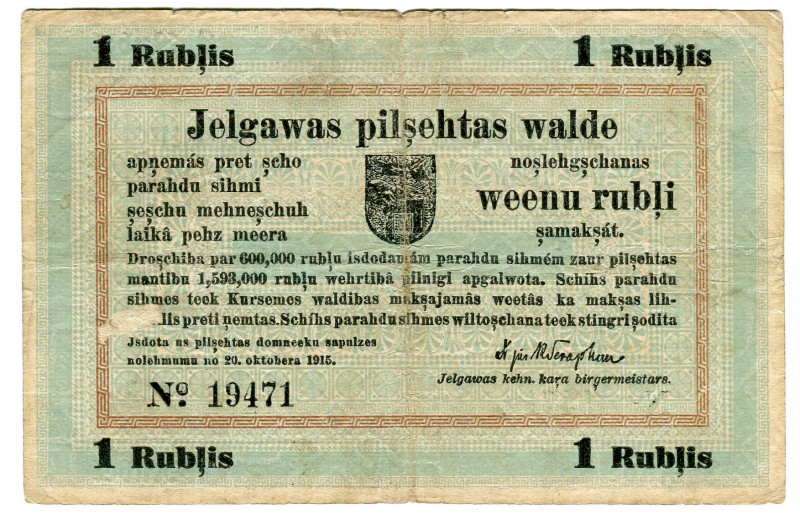 1 Rubļis 1 Rubļis
Jelgawas pilşehtas walde
apņemás pret şcho
parahdu sihmi
şeşchu mehneşchuh
laikâ pehz meera
noşlehgşchanas
weenu rubļi
şamakşát.
Droşchiba par 600,000 rubļu isdodamám parahdu sihmém zaur pilşehtas
mantibu 1,593,000 rubļu wehrtibâ pilnigi apgalwota. Schihs parahdu
sihmes teek Kursemes waldibas makşajamâs weetâs ka makşas lih-
preti ņemtas. Schihs parahdu sihmes wiltoşchana teek stingri şodita
Jsdota us pilşehtas domneeku sapulzes
nolehmumu no 20. oktobera 1915.
Jelgawas kehn. kaŗa birgermeistars.
No. 19471
1 Rubļis 1 Rubļis